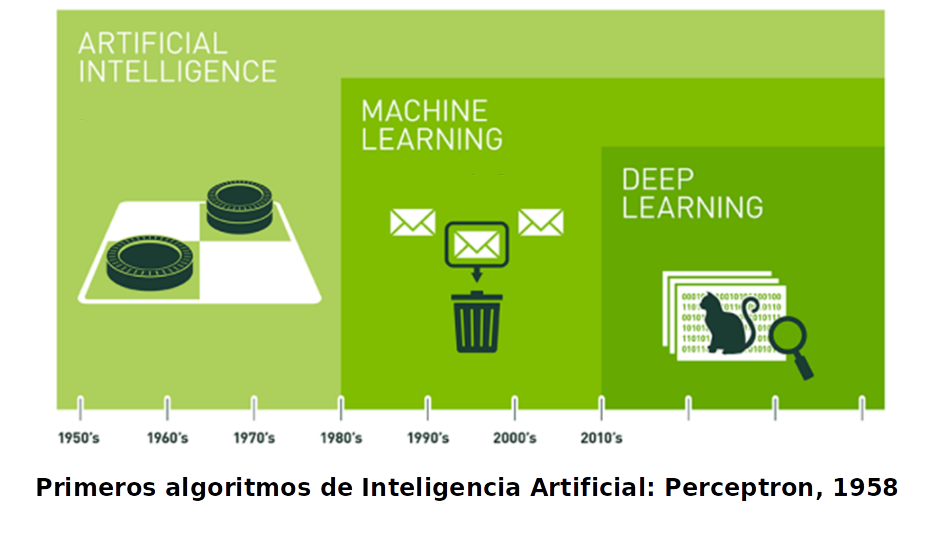 ARTIFICIAL
INTELLIGENCE
MACHINE
LEARNING
DEEP
LEARNING
1950's 1960's 1970's 1980's 1990's 2000's 2010's
Primeros algoritmos de Inteligencia Artificial: Perceptron, 1958